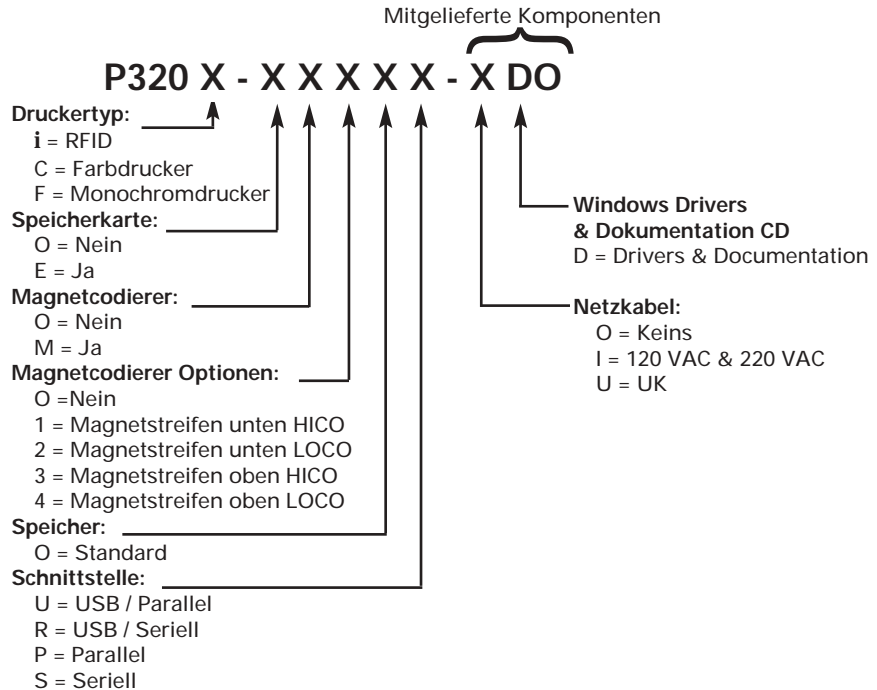 Mitgelieferte Komponenten
P320 X - X X X X X - X DO
Druckertyp:
i = RFID
C = Farbdrucker
F = Monochromdrucker
Speicherkarte:
O = Nein
E = Ja
Magnetcodierer:
O = Nein
M = Ja
Magnetcodierer Optionen:
O =Nein
1 = Magnetstreifen unten HICO
2 = Magnetstreifen unten LOCO
3 = Magnetstreifen oben HICO
4 = Magnetstreifen oben LOCO
Speicher:
O = Standard
Schnittstelle:
U = USB / Parallel
R = USB / Seriell
P = Parallel
S = Seriell
Windows Drivers
& Dokumentation CD
D = Drivers & Documentation
Netzkabel:
O = Keins
I = 120 VAC & 220 VAC
U = UK